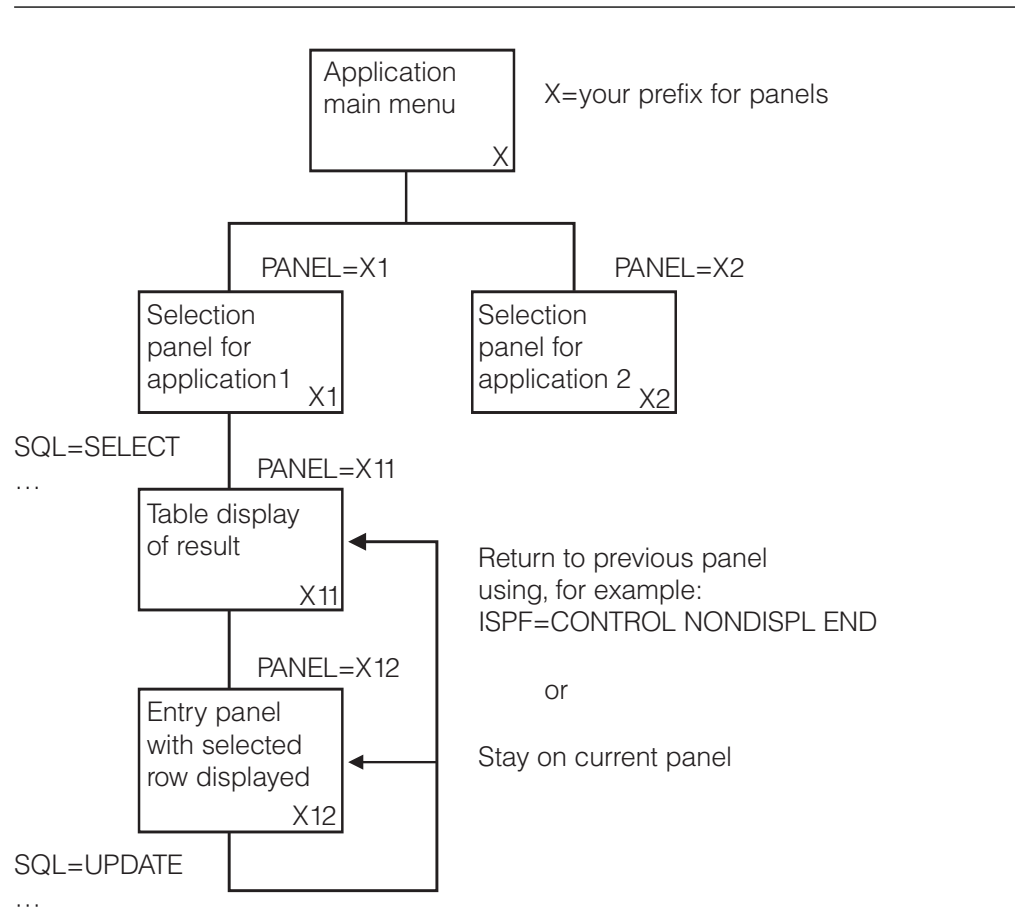 Application
main menu
X
X=your prefix for panels
PANEL=X1
PANEL=X2
Selection
panel for
application1
X1
Selection
panel for
application 2
X2
SQL=SELECT
...
PANEL=X11
Table display
of result
X11
Return to previous panel
using, for example:
ISPF=CONTROL NONDISPL END
or
Stay on current panel
PANEL=X12
Entry panel
with selected
row displayed
X12
SQL=UPDATE
...